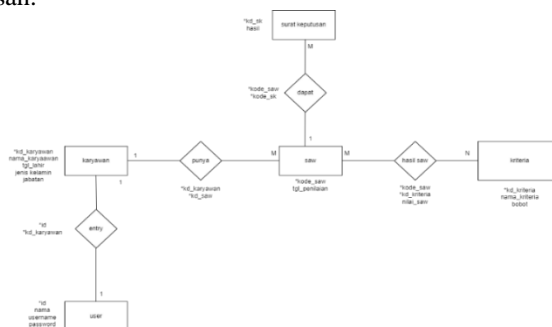 san.
*kd_sk
hasil
surat keputusan
M
*kode_saw
*kode_sk
dapat
1
*kd_karyawan
nama_karyaawan
tgl_lahir
jenis kelamin
jabatan
karyawan
1
punya
M
saw
M
hasil saw
N
kriteria
1
*kd_karyawan
*kd_saw
*kode_saw
tgl_penilaian
*kode_saw
*kd_kriteria
nilai_saw
*kd_kriteria
nama_kriteria
bobot
*id
*kd_karyawan
entry
1
*id
nama
username
password
user